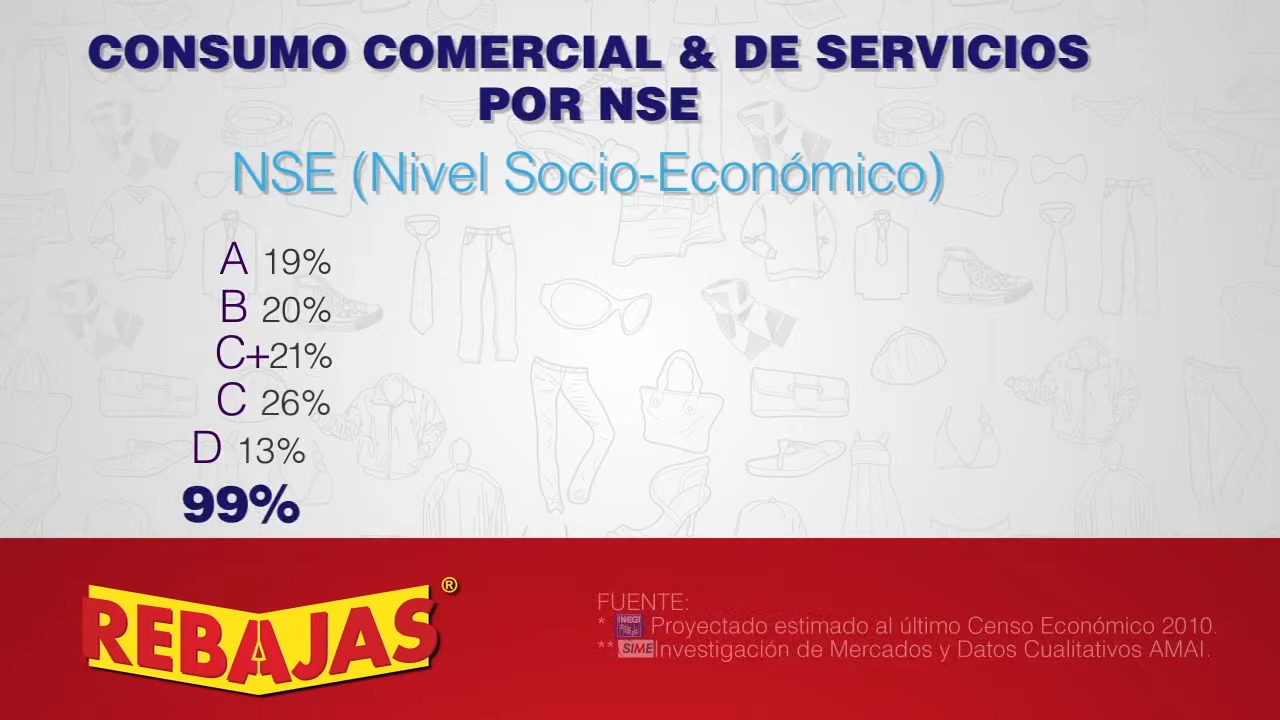 CONSUMO COMERCIAL & DE SERVICIOS
POR NSE
NSE (Nivel Socio-Económico)
A 19%
B 20%
C+21%
C 26%
D 13%
99%
REBAJAS®
FUENTE:
* INEGI Proyectado estimado al último Censo Económico 2010.
** SIME Investigación de Mercados y Datos Cualitativos AMAI.